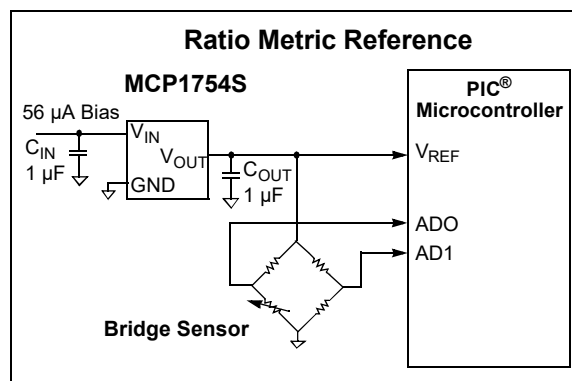 Ratio Metric Reference
MCP1754S
PIC®
Microcontroller
56 µA Bias
VIN
CIN
1 µF
VOUT
GND
COUT
1 µF
VREF
ADO
AD1
Bridge Sensor